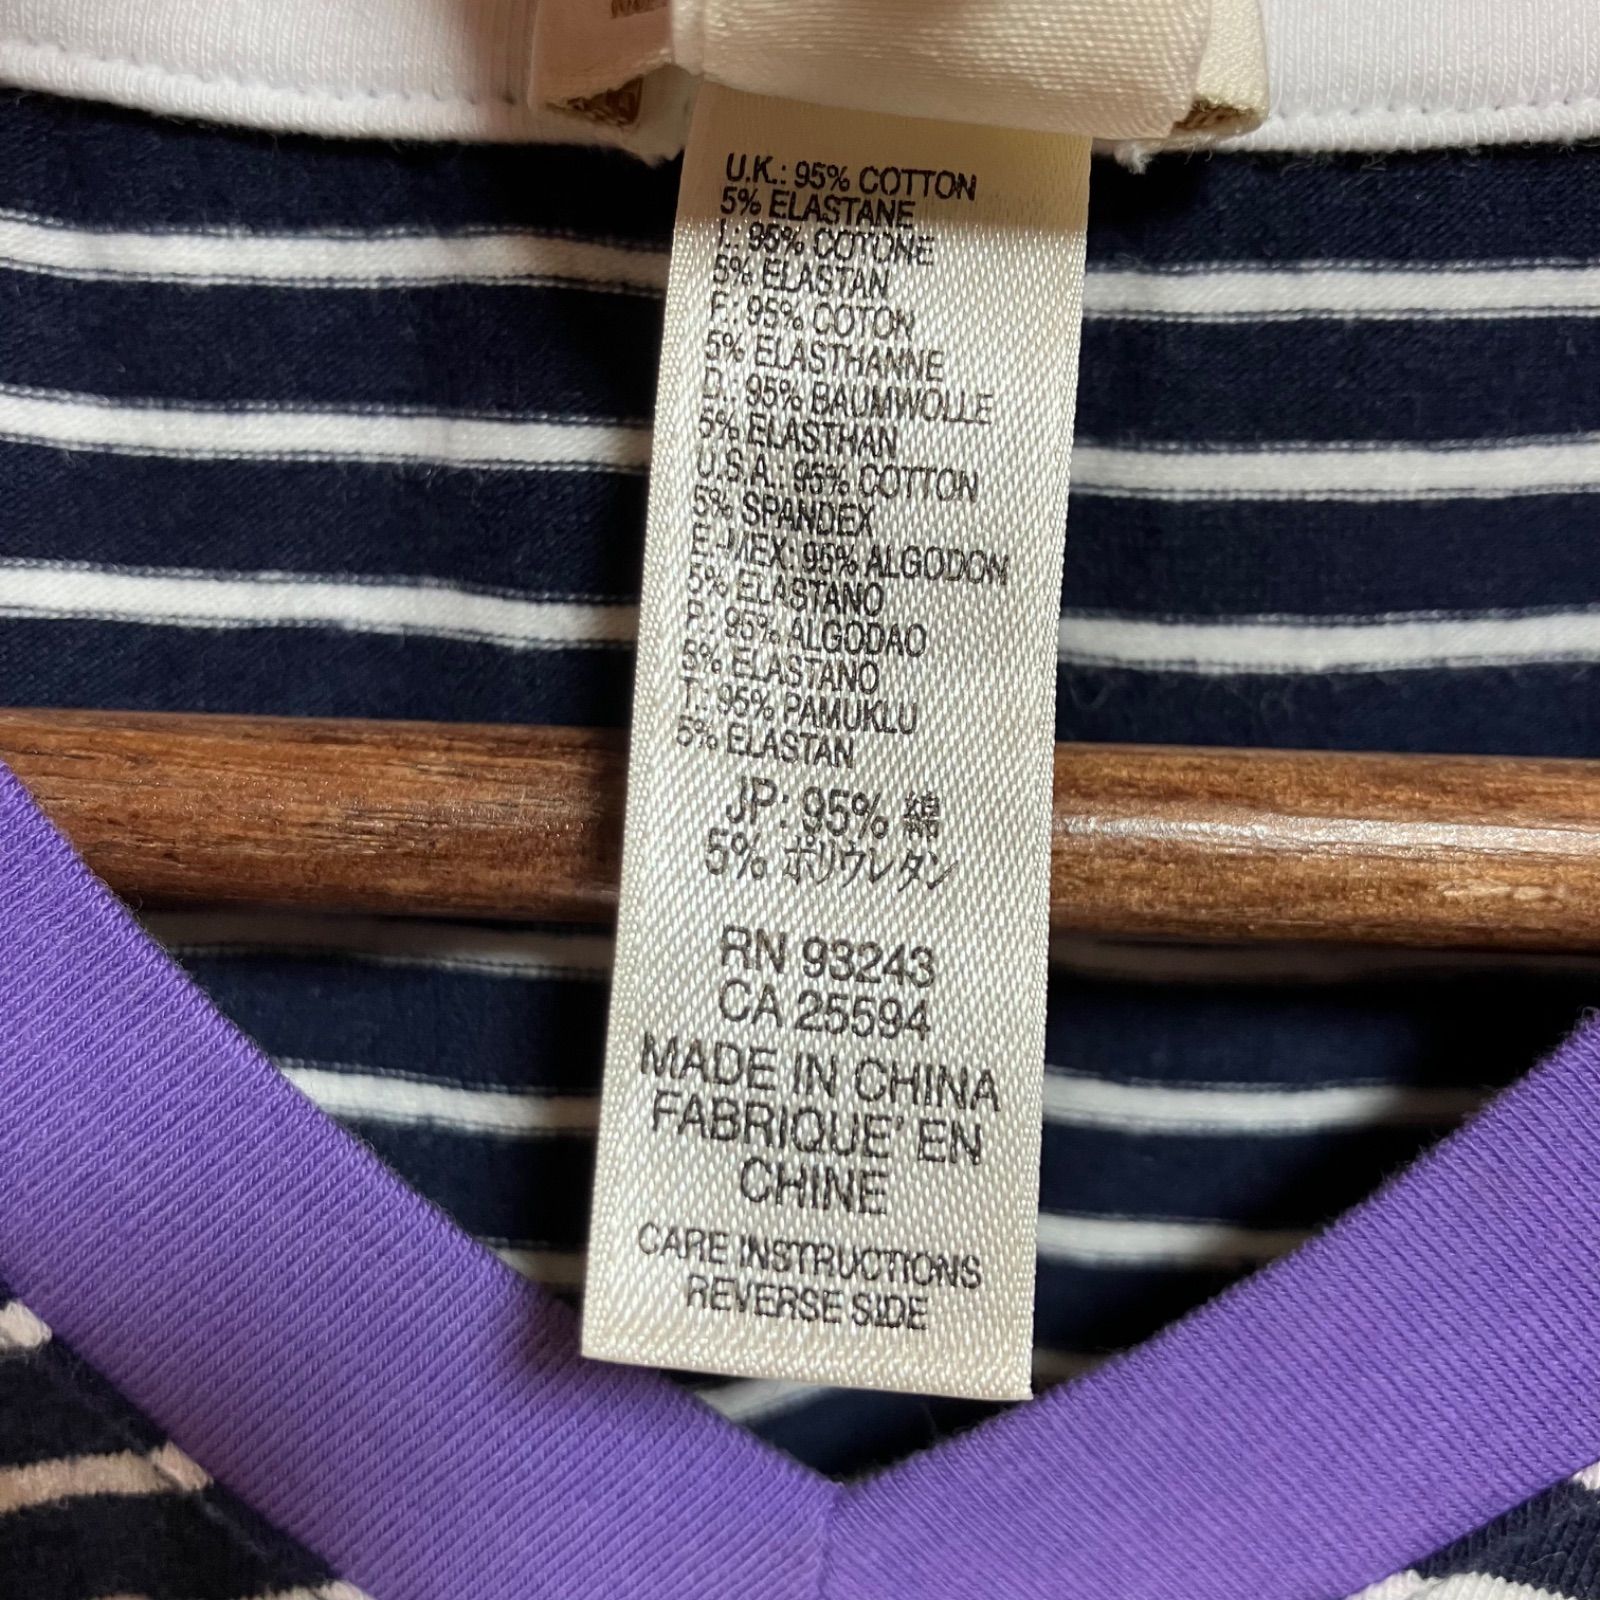 U.K.: 95% COTTON
5% ELASTANE
I.: 95% COTONE
5% ELASTAN
F.: 95% COTON
5% ELASTHANNE
D.: 95% BAUMWOLLE
5% ELASTHAN
U.S.A.: 95% COTTON
5% SPANDEX
E-MEX: 95% ALGODON
5% ELASTANO
P.: 95% ALGODAO
5% ELASTANO
T.: 95% PAMUKLU
5% ELASTAN
JP: 95% 綿
5% ポリウレタン
RN 93243
CA 25594
MADE IN CHINA
FABRIQUE' EN
CHINE
CARE INSTRUCTIONS
REVERSE SIDE